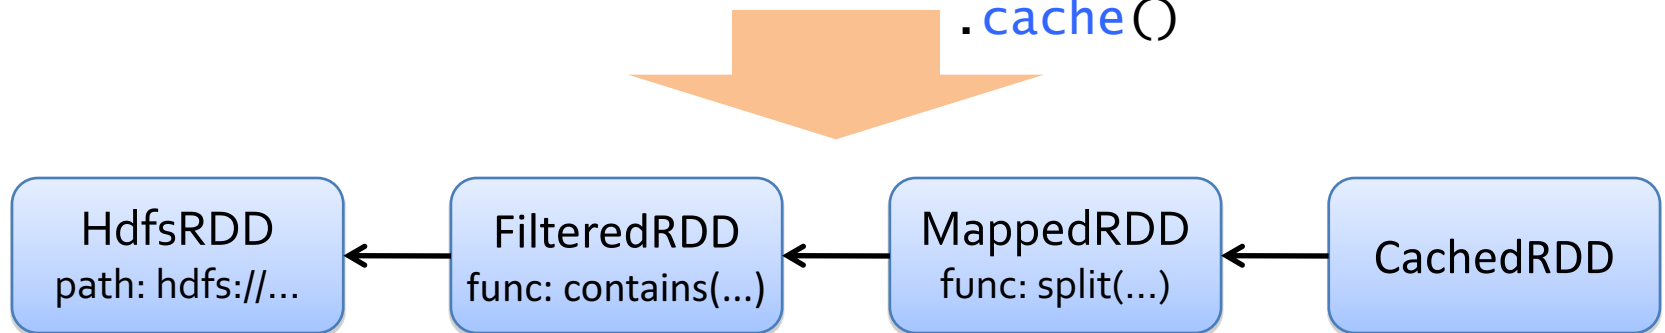 .cache()
HdfsRDD
path: hdfs://...
FilteredRDD
func: contains(...)
MappedRDD
func: split(...)
CachedRDD